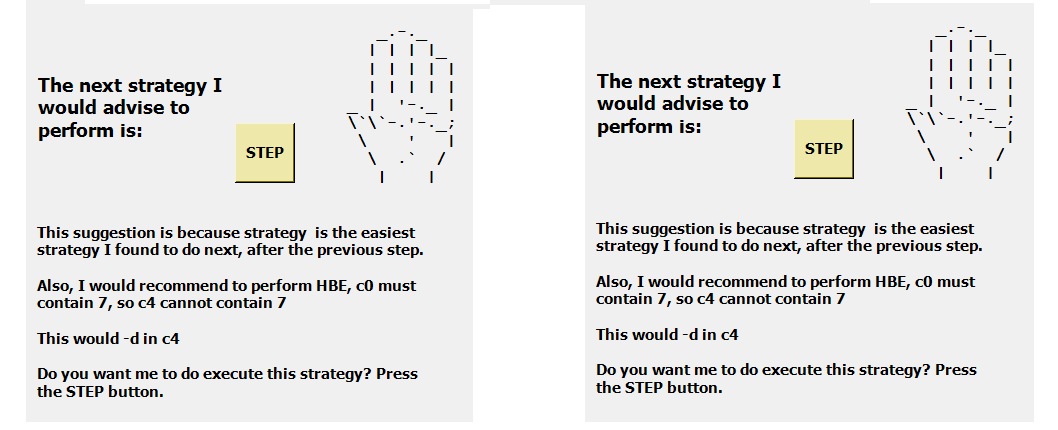 The next strategy I
would advise to
perform is:
STEP
This suggestion is because strategy  is the easiest
strategy I found to do next, after the previous step.
Also, I would recommend to perform HBE, c0 must
contain 7, so c4 cannot contain 7
This would -d in c4
Do you want me to do execute this strategy? Press
the STEP button.
The next strategy I
would advise to
perform is:
STEP
This suggestion is because strategy  is the easiest
strategy I found to do next, after the previous step.
Also, I would recommend to perform HBE, c0 must
contain 7, so c4 cannot contain 7
This would -d in c4
Do you want me to do execute this strategy? Press
the STEP button.